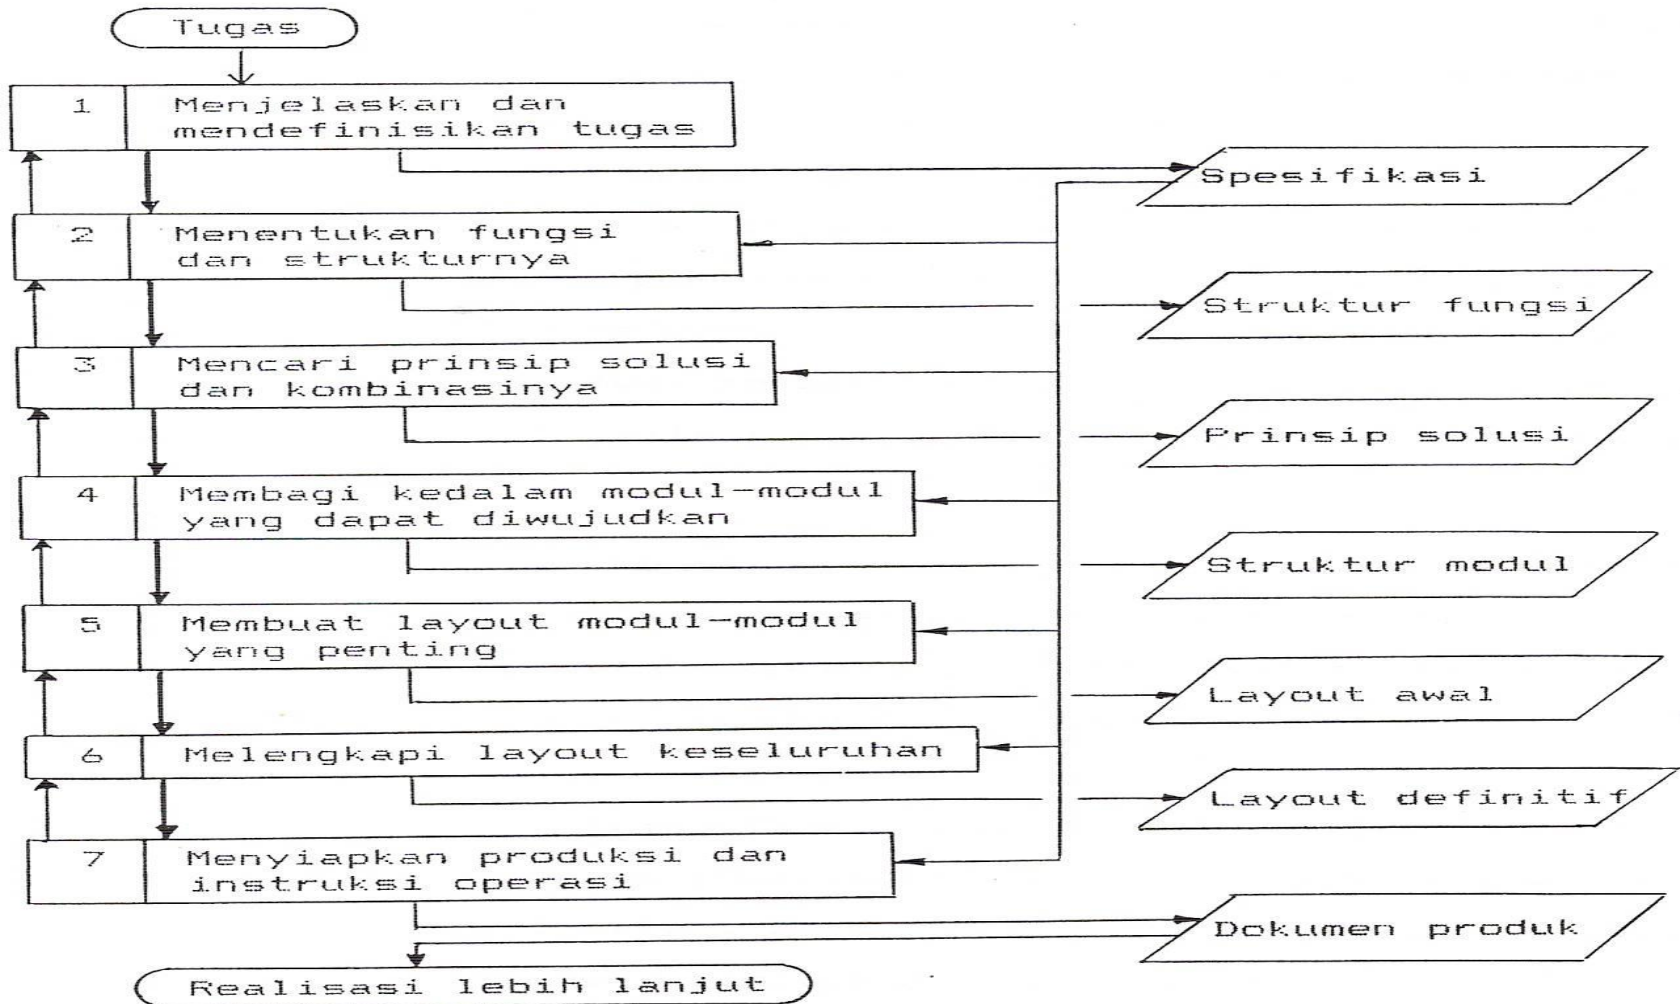 Tugas
1 Menjelaskan dan
mendefinisikan tugas
Spesifikasi
2 Menentukan fungsi
dan strukturnya
Struktur fungsi
3 Mencari prinsip solusi
dan kombinasinya
Prinsip solusi
4 Membagi kedalam modul-modul
yang dapat diwujudkan
Struktur modul
5 Membuat layout modul-modul
yang penting
Layout awal
6 Melengkapi layout keseluruhan
Layout definitif
7 Menyiapkan produksi dan
instruksi operasi
Dokumen produk
Realisasi lebih lanjut